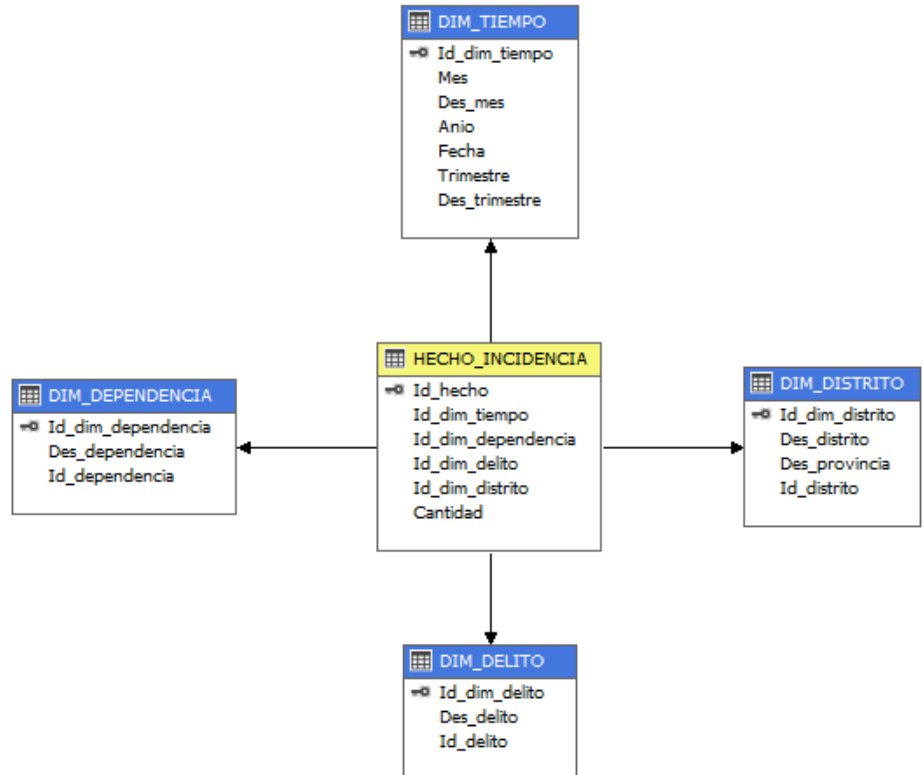 DIM_TIEMPO
Id_dim_tiempo
Mes
Des_mes
Anio
Fecha
Trimestre
Des_trimestre
DIM_DEPENDENCIA
Id_dim_dependencia
Des_dependencia
Id_dependencia
HECHO_INCIDENCIA
Id_hecho
Id_dim_tiempo
Id_dim_dependencia
Id_dim_delito
Id_dim_distrito
Cantidad
DIM_DISTRITO
Id_dim_distrito
Des_distrito
Des_provincia
Id_distrito
DIM_DELITO
Id_dim_delito
Des_delito
Id_delito